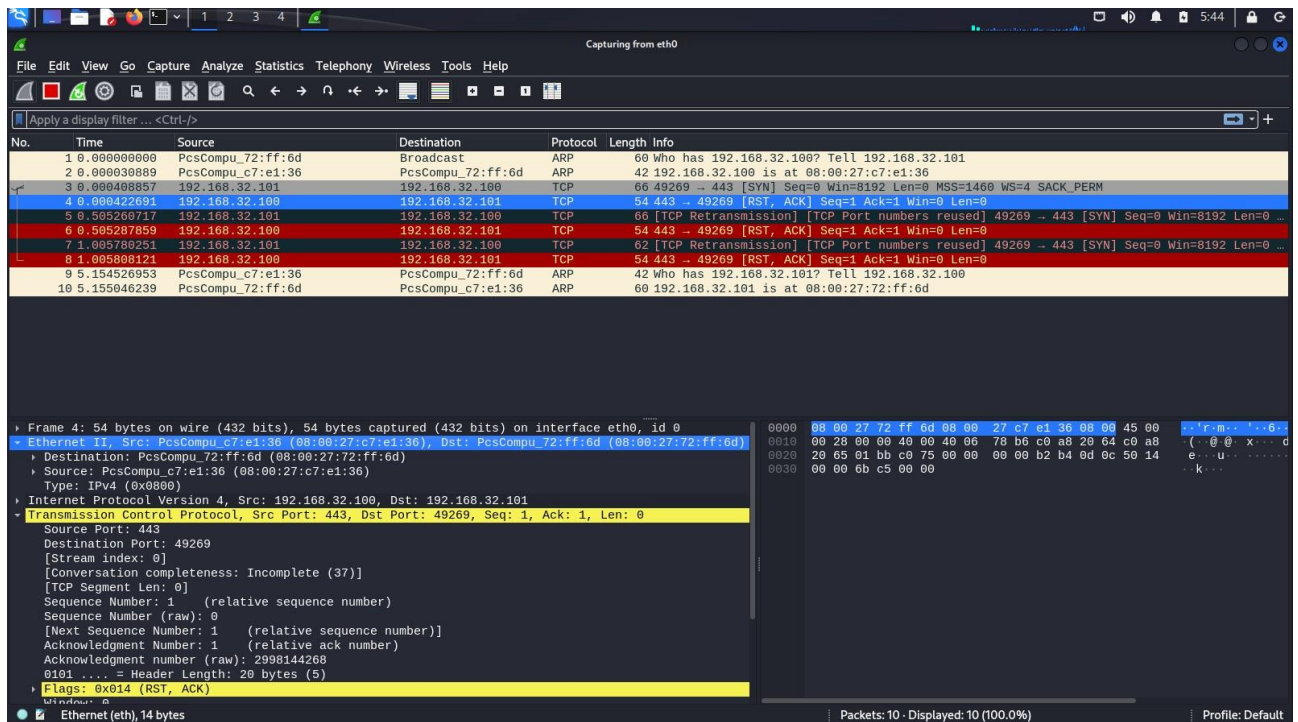 1 2 3 4 5:44
Capturing from eth0
File Edit View Go Capture Analyze Statistics Telephony Wireless Tools Help
Apply a display filter ... <Ctrl-/>
No. Time Source Destination Protocol Length Info
1 0.000000000 PcsCompu_72:ff:6d Broadcast ARP 60 Who has 192.168.32.100? Tell 192.168.32.101
2 0.000030889 PcsCompu_c7:e1:36 PcsCompu_72:ff:6d ARP 42 192.168.32.100 is at 08:00:27:c7:e1:36
3 0.000408857 192.168.32.101 192.168.32.100 TCP 66 49269 → 443 [SYN] Seq=0 Win=8192 Len=0 MSS=1460 WS=4 SACK_PERM
4 0.000422691 192.168.32.100 192.168.32.101 TCP 54 443 → 49269 [RST, ACK] Seq=1 Ack=1 Win=0 Len=0
5 0.505260717 192.168.32.101 192.168.32.100 TCP 66 [TCP Retransmission] [TCP Port numbers reused] 49269 → 443 [SYN] Seq=0 Win=8192 Len=0 ...
6 0.505287859 192.168.32.100 192.168.32.101 TCP 54 443 → 49269 [RST, ACK] Seq=1 Ack=1 Win=0 Len=0
7 1.005780251 192.168.32.101 192.168.32.100 TCP 62 [TCP Retransmission] [TCP Port numbers reused] 49269 → 443 [SYN] Seq=0 Win=8192 Len=0 ...
8 1.005808121 192.168.32.100 192.168.32.101 TCP 54 443 → 49269 [RST, ACK] Seq=1 Ack=1 Win=0 Len=0
9 5.154526953 PcsCompu_c7:e1:36 PcsCompu_72:ff:6d ARP 42 Who has 192.168.32.101? Tell 192.168.32.100
10 5.155046239 PcsCompu_72:ff:6d PcsCompu_c7:e1:36 ARP 60 192.168.32.101 is at 08:00:27:72:ff:6d
Frame 4: 54 bytes on wire (432 bits), 54 bytes captured (432 bits) on interface eth0, id 0
Ethernet II, Src: PcsCompu_c7:e1:36 (08:00:27:c7:e1:36), Dst: PcsCompu_72:ff:6d (08:00:27:72:ff:6d)
Destination: PcsCompu_72:ff:6d (08:00:27:72:ff:6d)
Source: PcsCompu_c7:e1:36 (08:00:27:c7:e1:36)
Type: IPv4 (0x0800)
Internet Protocol Version 4, Src: 192.168.32.100, Dst: 192.168.32.101
Transmission Control Protocol, Src Port: 443, Dst Port: 49269, Seq: 1, Ack: 1, Len: 0
Source Port: 443
Destination Port: 49269
[Stream index: 0]
[Conversation completeness: Incomplete (37)]
[TCP Segment Len: 0]
Sequence Number: 1 (relative sequence number)
Sequence Number (raw): 0
[Next Sequence Number: 1 (relative sequence number)]
Acknowledgment Number: 1 (relative ack number)
Acknowledgment number (raw): 2998144268
0101 .... = Header Length: 20 bytes (5)
Flags: 0x014 (RST, ACK)
Window: 0
0000 08 00 27 72 ff 6d 08 00 27 c7 e1 36 08 00 45 00 ··'r·m·· '··6··
0010 00 28 00 00 40 00 40 06 78 b6 c0 a8 20 64 c0 a8 ·(··@·@· x··· d
0020 20 65 01 bb c0 75 00 00 00 00 b2 b4 0d 0c 50 14 e···u·· ······
0030 00 00 6b c5 00 00 ··k···
Ethernet (eth), 14 bytes
Packets: 10 · Displayed: 10 (100.0%)
Profile: Default